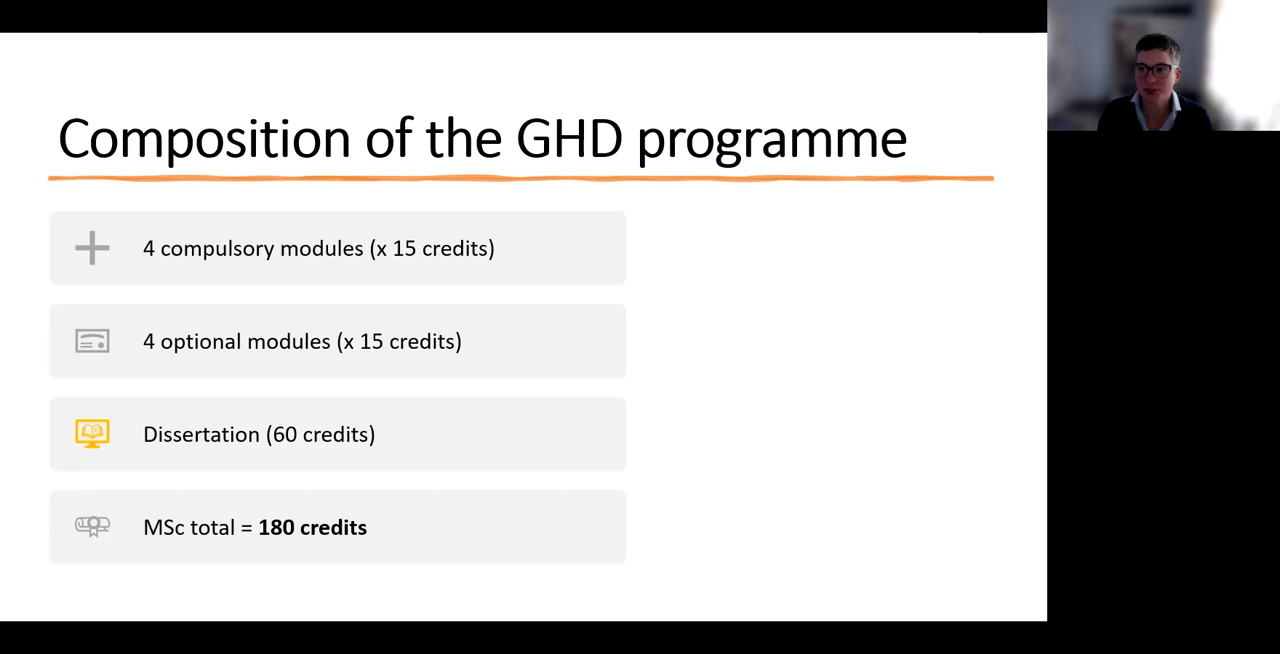 Composition of the GHD programme
4 compulsory modules (x 15 credits)
4 optional modules (x 15 credits)
Dissertation (60 credits)
MSc total = 180 credits